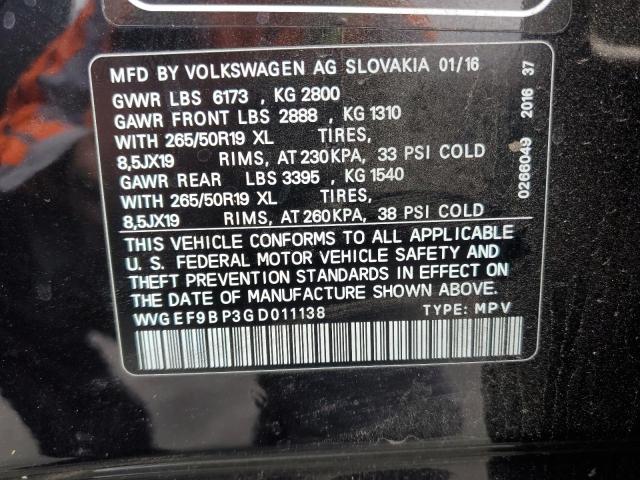 MFD BY VOLKSWAGEN AG SLOVAKIA 01/16
GVWR LBS 6173 , KG 2800
GAWR FRONT LBS 2888 , KG 1310
WITH 265/50R19 XL TIRES,
8,5JX19 RIMS, AT 230KPA, 33 PSI COLD
GAWR REAR LBS 3395 , KG 1540
WITH 265/50R19 XL TIRES,
8,5JX19 RIMS, AT 260KPA, 38 PSI COLD
THIS VEHICLE CONFORMS TO ALL APPLICABLE
U. S. FEDERAL MOTOR VEHICLE SAFETY AND
THEFT PREVENTION STANDARDS IN EFFECT ON
THE DATE OF MANUFACTURE SHOWN ABOVE.
WVGEF9BP3GD011138 TYPE: MPV
0266049 2016 37